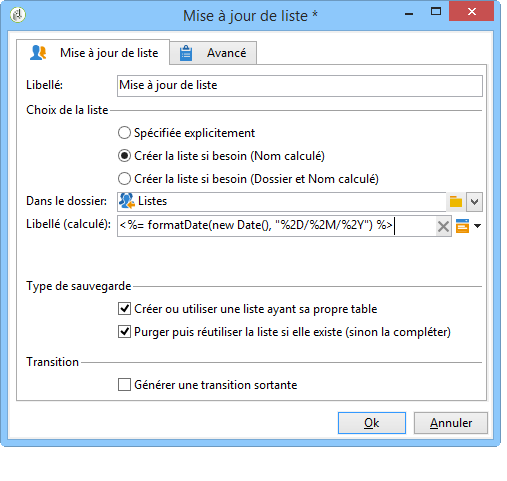 Mise à jour de liste *
Mise à jour de liste
Avancé
Libellé: Mise à jour de liste
Choix de la liste
Spécifiée explicitement
Créer la liste si besoin (Nom calculé)
Créer la liste si besoin (Dossier et Nom calculé)
Dans le dossier: Listes
Libellé (calculé): <%= formatDate(new Date(), "%2D/%2M/%2Y") %>
Type de sauvegarde
Créer ou utiliser une liste ayant sa propre table
Purger puis réutiliser la liste si elle existe (sinon la compléter)
Transition
Générer une transition sortante
Ok
Annuler